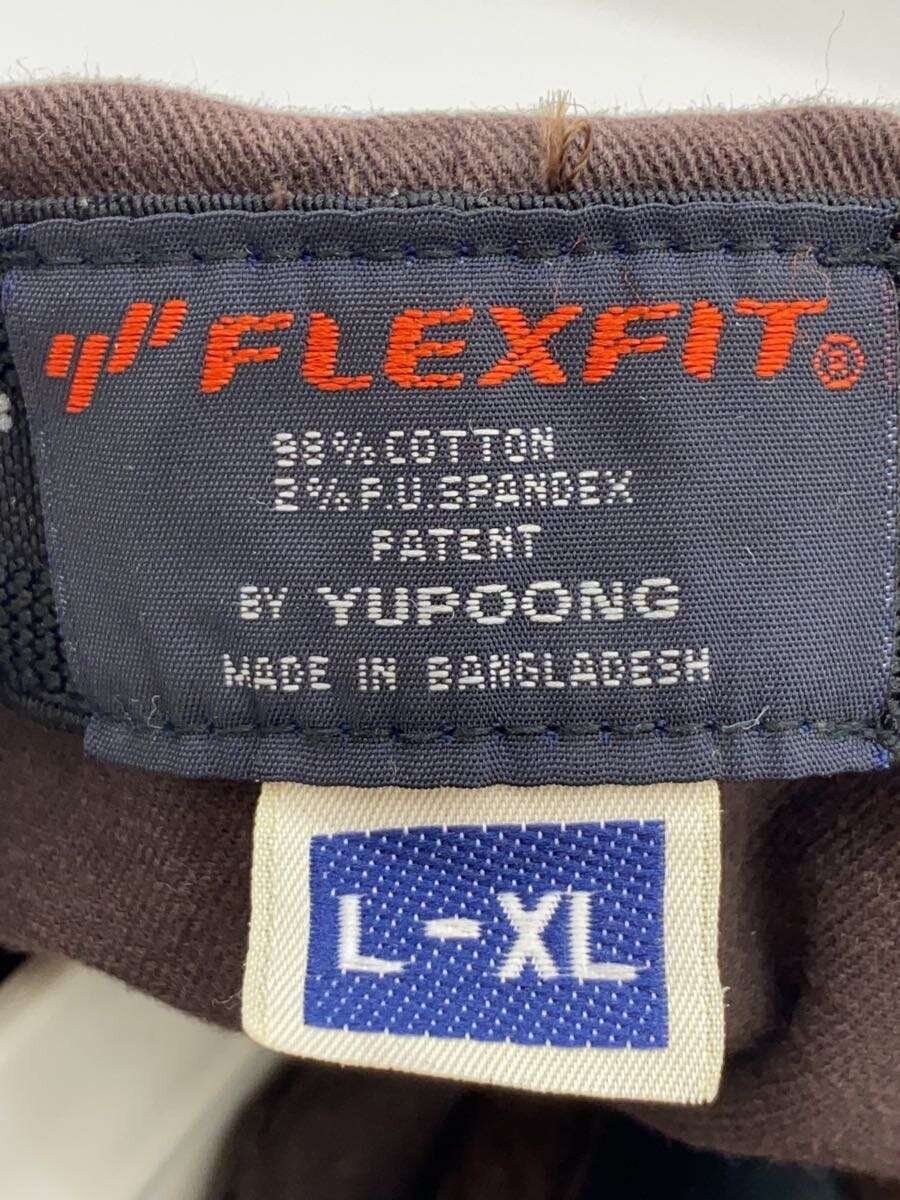 FLEXFIT®
98% COTTON
2% P.U.SPANDEX
PATENT
BY YUPOONG
MADE IN BANGLADESH
L-XL